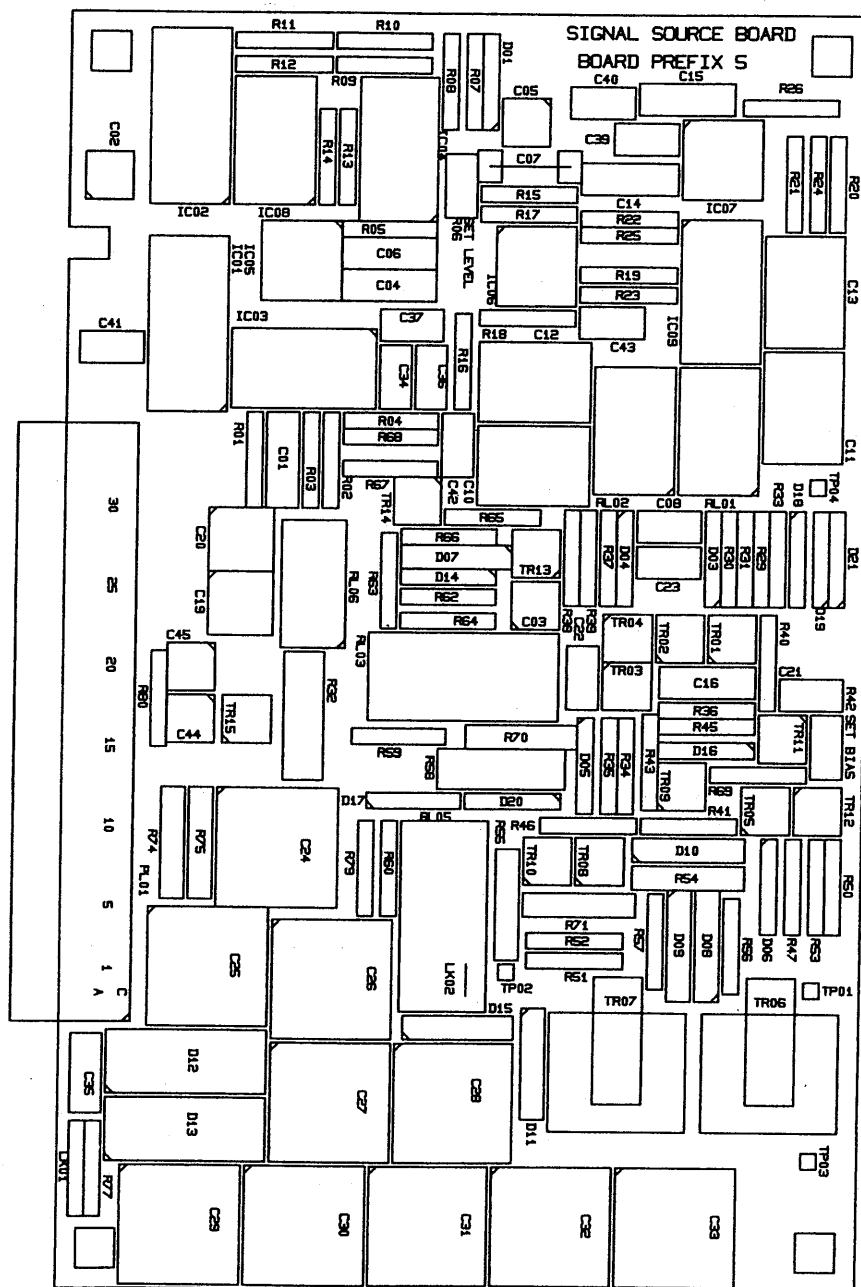 SIGNAL SOURCE BOARD
BOARD PREFIX S
R11 R10
R12 R09
R08 R07 D01
C40 C15 R26
C05
C39
C02
R14 R13
C07
R15
R17
C14
R22
R25
IC07
R21 R24 R20
IC02 IC08
R05
C06
C04
R06 SET LEVEL
IC05
IC01
IC06
R19
R23
IC09
C13
C41
IC03
C37
R16
R18 C12
C43
C34
C11
R01 C01 R03 R02
R04
R68
R67
TR14
C42 C10
R65
RL02 C08 RL01
R33 D18 TP04
D21
D19
30
25
20
15
10
5
1
A C
C20
C19
RL06
R63
R66
D07
D14
R62
R64
TR13
C03
R38 R39
R37 D04
C23
D03 R30 R31 R29
C45
C44
R80
TR15
R32
RL03
C22
TR04
TR03
TR02 TR01
R40
C16
C21
R42 SET BIAS
R36
R45
D16
TR11
R59
R70
R58
D05 R35 R34
R43
TR09
R69
TR05
TR12
D17
D20
RL05
R46
R41
R74 R75
PL01
C24
R79 R60
R55
TR10 TR08
D10
R54
R71
R52
R51
R57 D09 D08 R56
D06 R47 R53 R50
C25
C26
LK02
TP02
TR07
TR06
TP01
D15
C35
D12
D13
C27
C28
D11
TP03
LK01 R77
C29 C30 C31 C32 C33